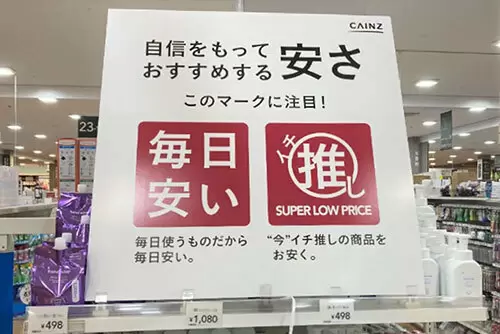 CAINZ
自信をもって
おすすめする 安さ
このマークに注目！
毎日
安い
イチ
推し
SUPER LOW PRICE
毎日使うものだから
毎日安い。
“今”イチ推しの商品を
お安く。
23
¥498
¥1,080
¥498